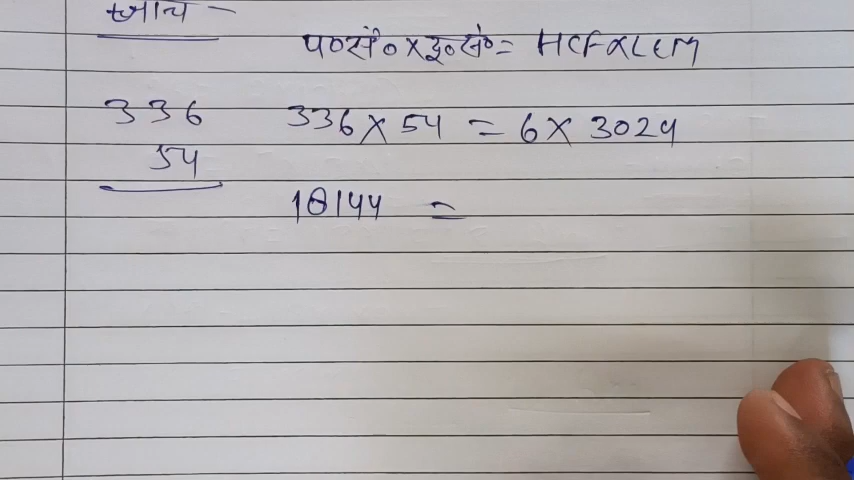 जाँच -
प०सं० × दू०सं० = HCF × LCM
336 336 × 54 = 6 × 3024
54
18144 =